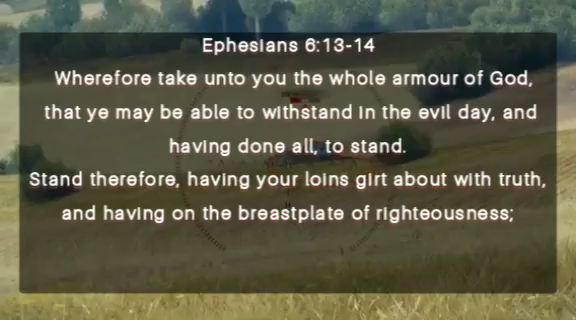 Ephesians 6:13-14
Wherefore take unto you the whole armour of God,
that ye may be able to withstand in the evil day, and
having done all, to stand.
Stand therefore, having your loins girt about with truth,
and having on the breastplate of righteousness;